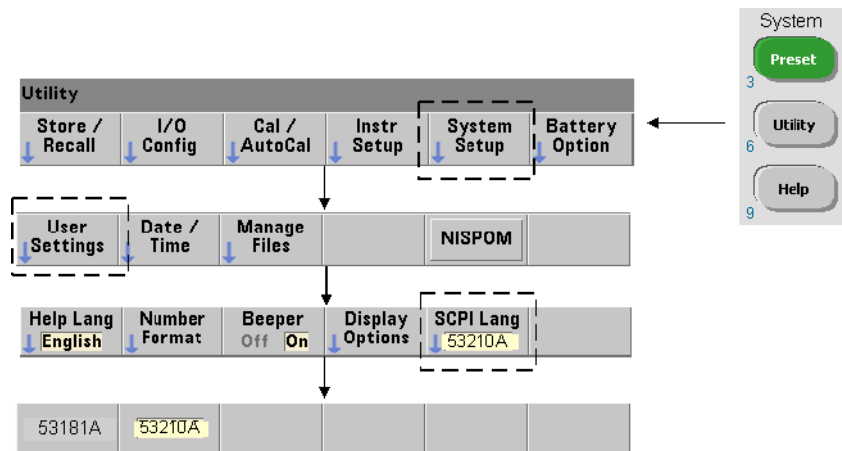 System
Preset
3
Utility
6
Help
9
Utility
Store / Recall
I/O Config
Cal / AutoCal
Instr Setup
System Setup
Battery Option
User Settings
Date / Time
Manage Files
NISPOM
Help Lang English
Number Format
Beeper Off On
Display Options
SCPI Lang 53210A
53181A
53210A